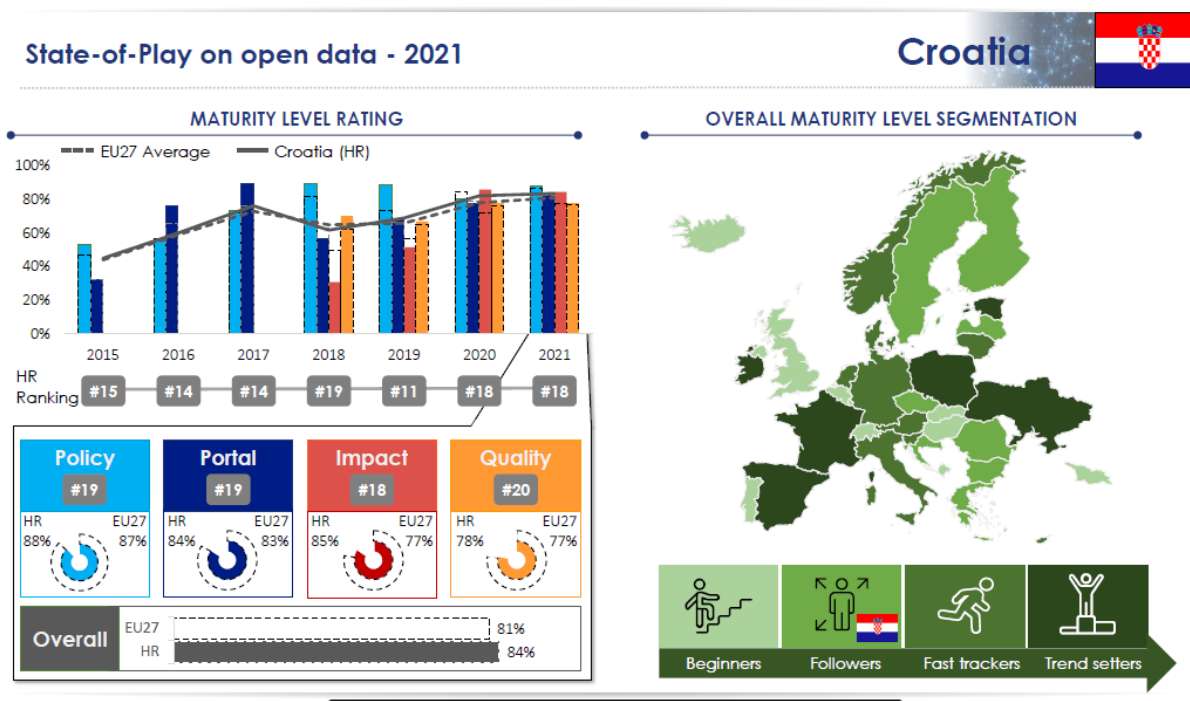 State-of-Play on open data - 2021
Croatia
MATURITY LEVEL RATING
EU27 Average
Croatia (HR)
100%
80%
60%
40%
20%
0%
2015 2016 2017 2018 2019 2020 2021
HR
Ranking #15 #14 #14 #19 #11 #18 #18
Policy Portal Impact Quality
#19 #19 #18 #20
HR EU27 HR EU27 HR EU27 HR EU27
88% 87% 84% 83% 85% 77% 78% 77%
Overall
EU27 81%
HR 84%
OVERALL MATURITY LEVEL SEGMENTATION
Beginners Followers Fast trackers Trend setters